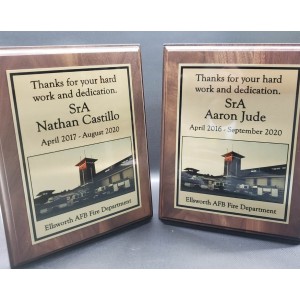 Thanks for your hard
work and dedication.
SrA
Nathan Castillo
April 2017 - August 2020
Ellsworth AFB Fire Department
Thanks for your hard
work and dedication.
SrA
Aaron Jude
April 2016 - September 2020
Ellsworth AFB Fire Department